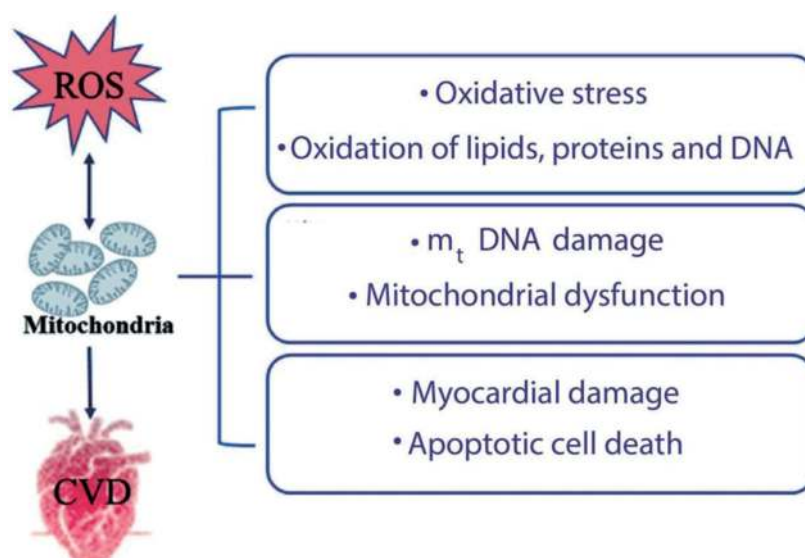 ROS
Mitochondria
CVD
• Oxidative stress
• Oxidation of lipids, proteins and DNA
• mₜ DNA damage
• Mitochondrial dysfunction
• Myocardial damage
• Apoptotic cell death